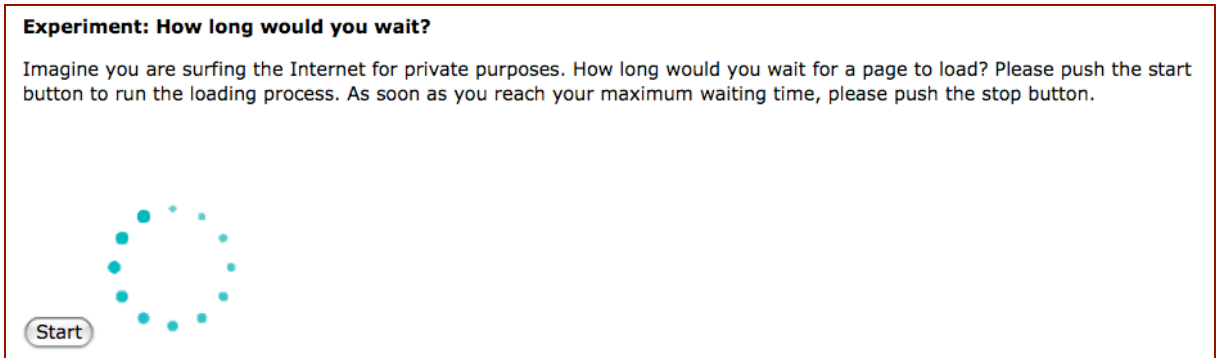 Experiment: How long would you wait?
Imagine you are surfing the Internet for private purposes. How long would you wait for a page to load? Please push the start
button to run the loading process. As soon as you reach your maximum waiting time, please push the stop button.
Start